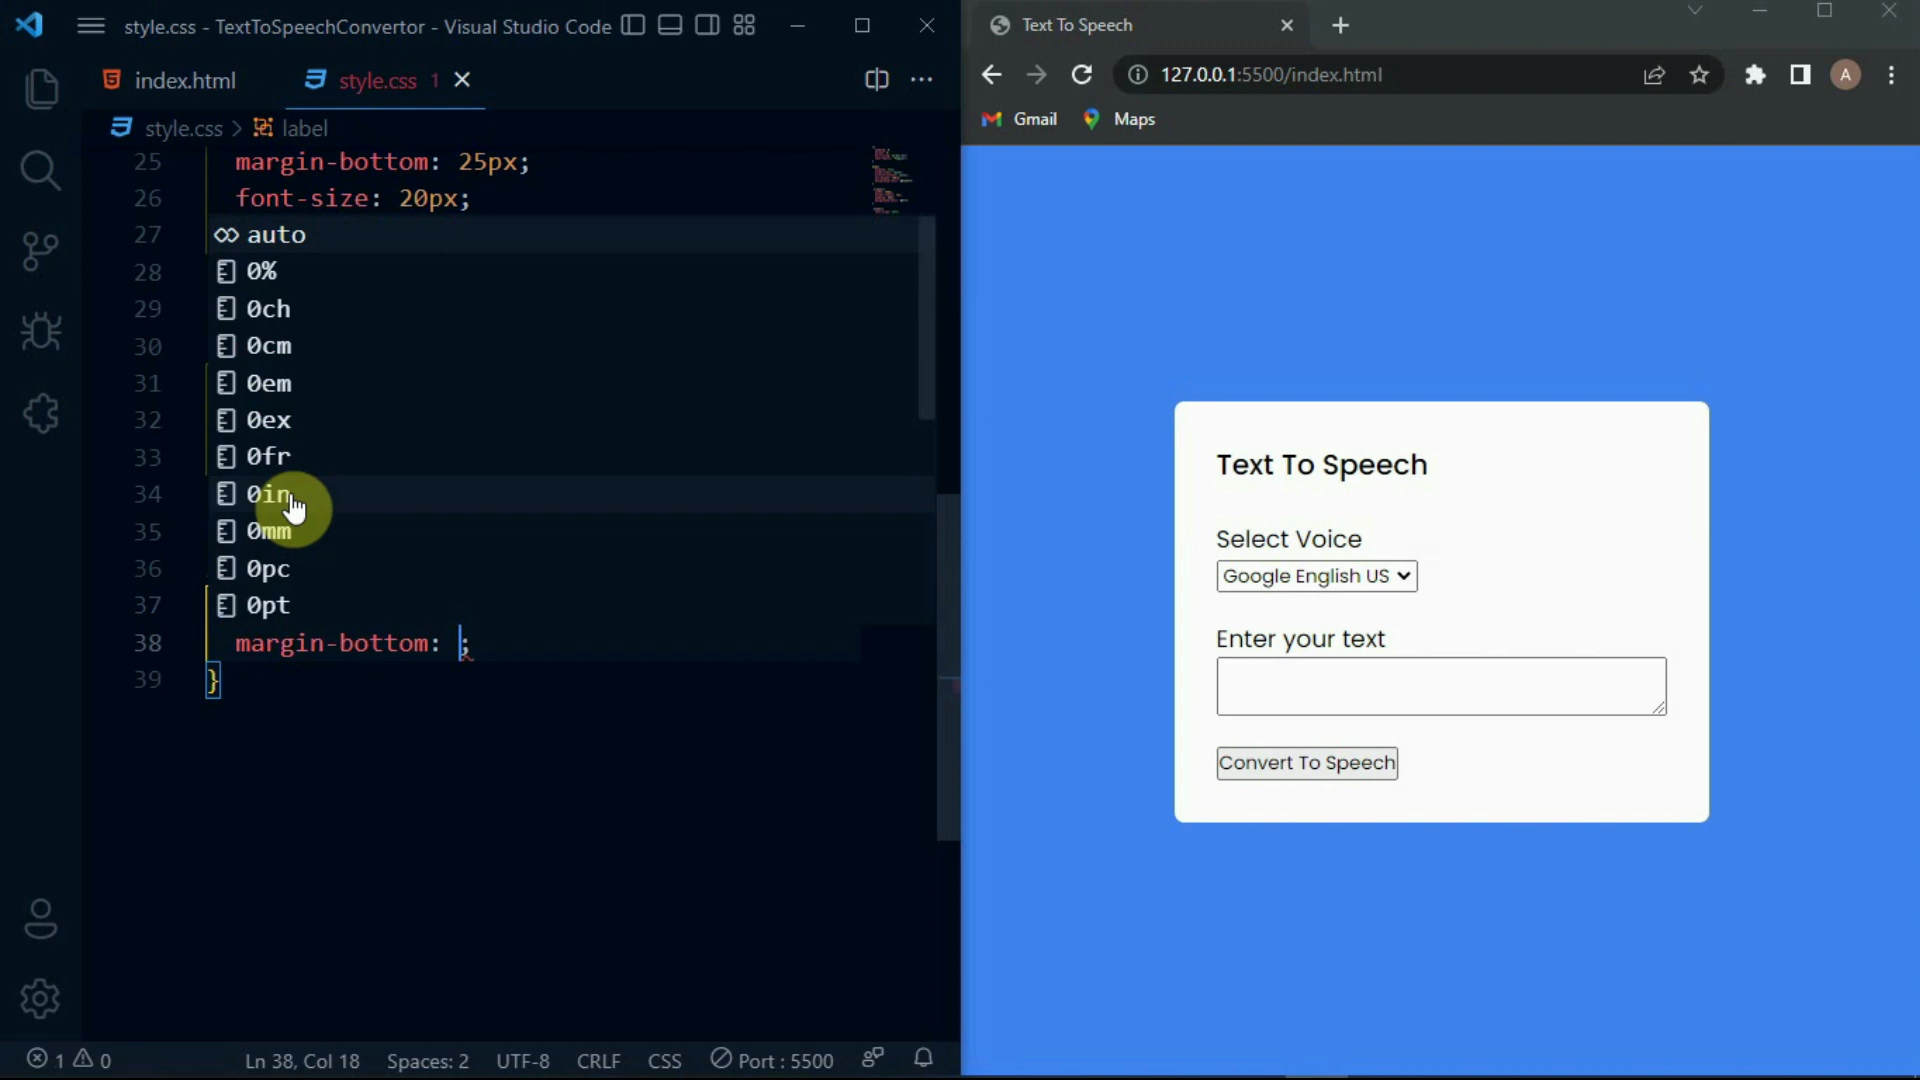 style.css - TextToSpeechConvertor - Visual Studio Code
index.html
style.css 1
style.css > label
25 margin-bottom: 25px;
26 font-size: 20px;
27 auto
28 0%
29 0ch
30 0cm
31 0em
32 0ex
33 0fr
34 0in
35 0mm
36 0pc
37 0pt
38 margin-bottom: ;
39 }
1 0 Ln 38, Col 18 Spaces: 2 UTF-8 CRLF CSS Port : 5500
Text To Speech
127.0.0.1:5500/index.html
A
Gmail Maps
Text To Speech
Select Voice
Google English US
Enter your text
Convert To Speech